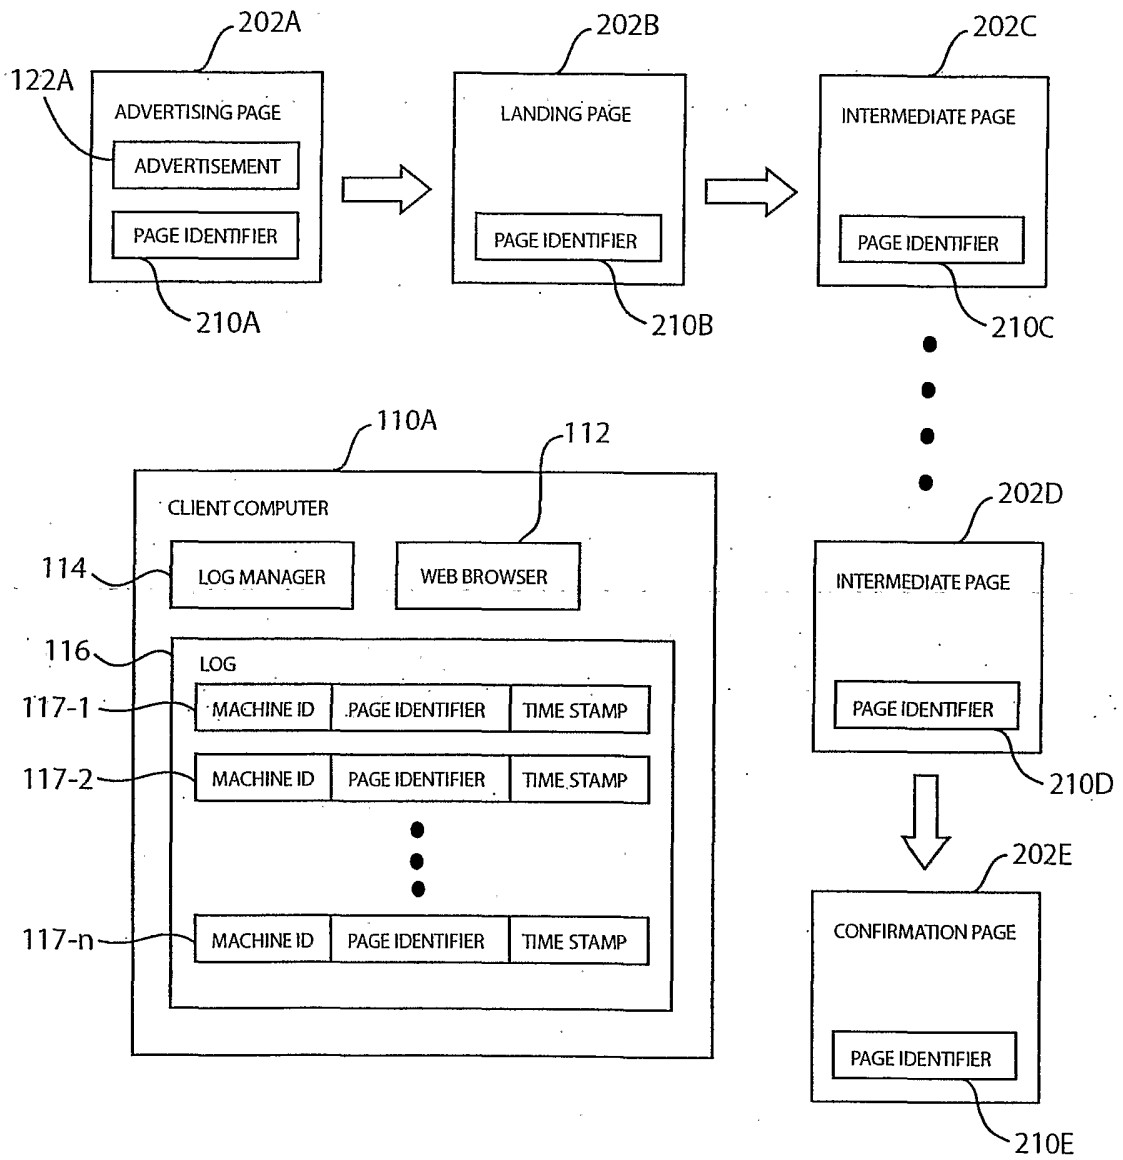 202A
202B
202C
122A
ADVERTISING PAGE
LANDING PAGE
INTERMEDIATE PAGE
ADVERTISEMENT
PAGE IDENTIFIER
PAGE IDENTIFIER
PAGE IDENTIFIER
210A
210B
210C
110A
112
CLIENT COMPUTER
202D
114
LOG MANAGER
WEB BROWSER
INTERMEDIATE PAGE
116
LOG
117-1
MACHINE ID PAGE IDENTIFIER TIME STAMP
PAGE IDENTIFIER
117-2
MACHINE ID PAGE IDENTIFIER TIME STAMP
210D
202E
117-n
MACHINE ID PAGE IDENTIFIER TIME STAMP
CONFIRMATION PAGE
PAGE IDENTIFIER
210E